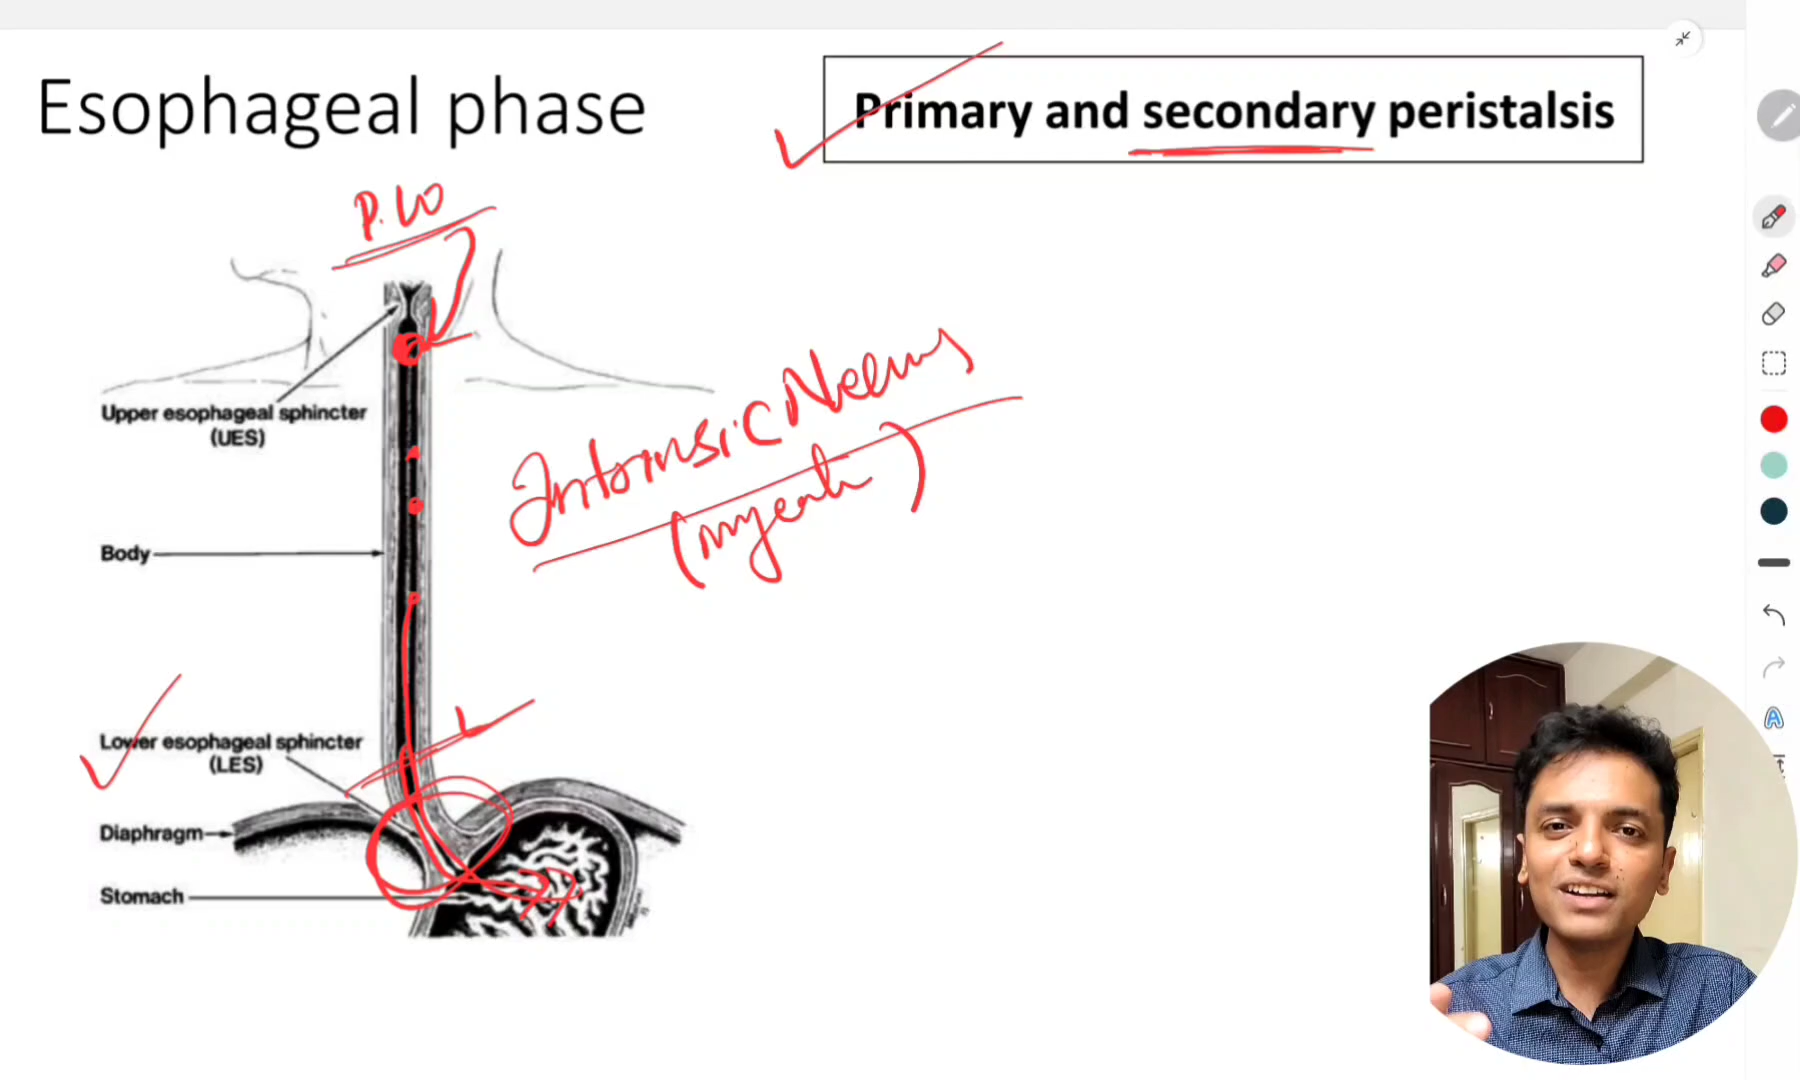 Esophageal phase
Primary and secondary peristalsis
P.W
Upper esophageal sphincter
(UES)
Intrinsic Nerves
(myenteric)
Body
Lower esophageal sphincter
(LES)
Diaphragm
Stomach